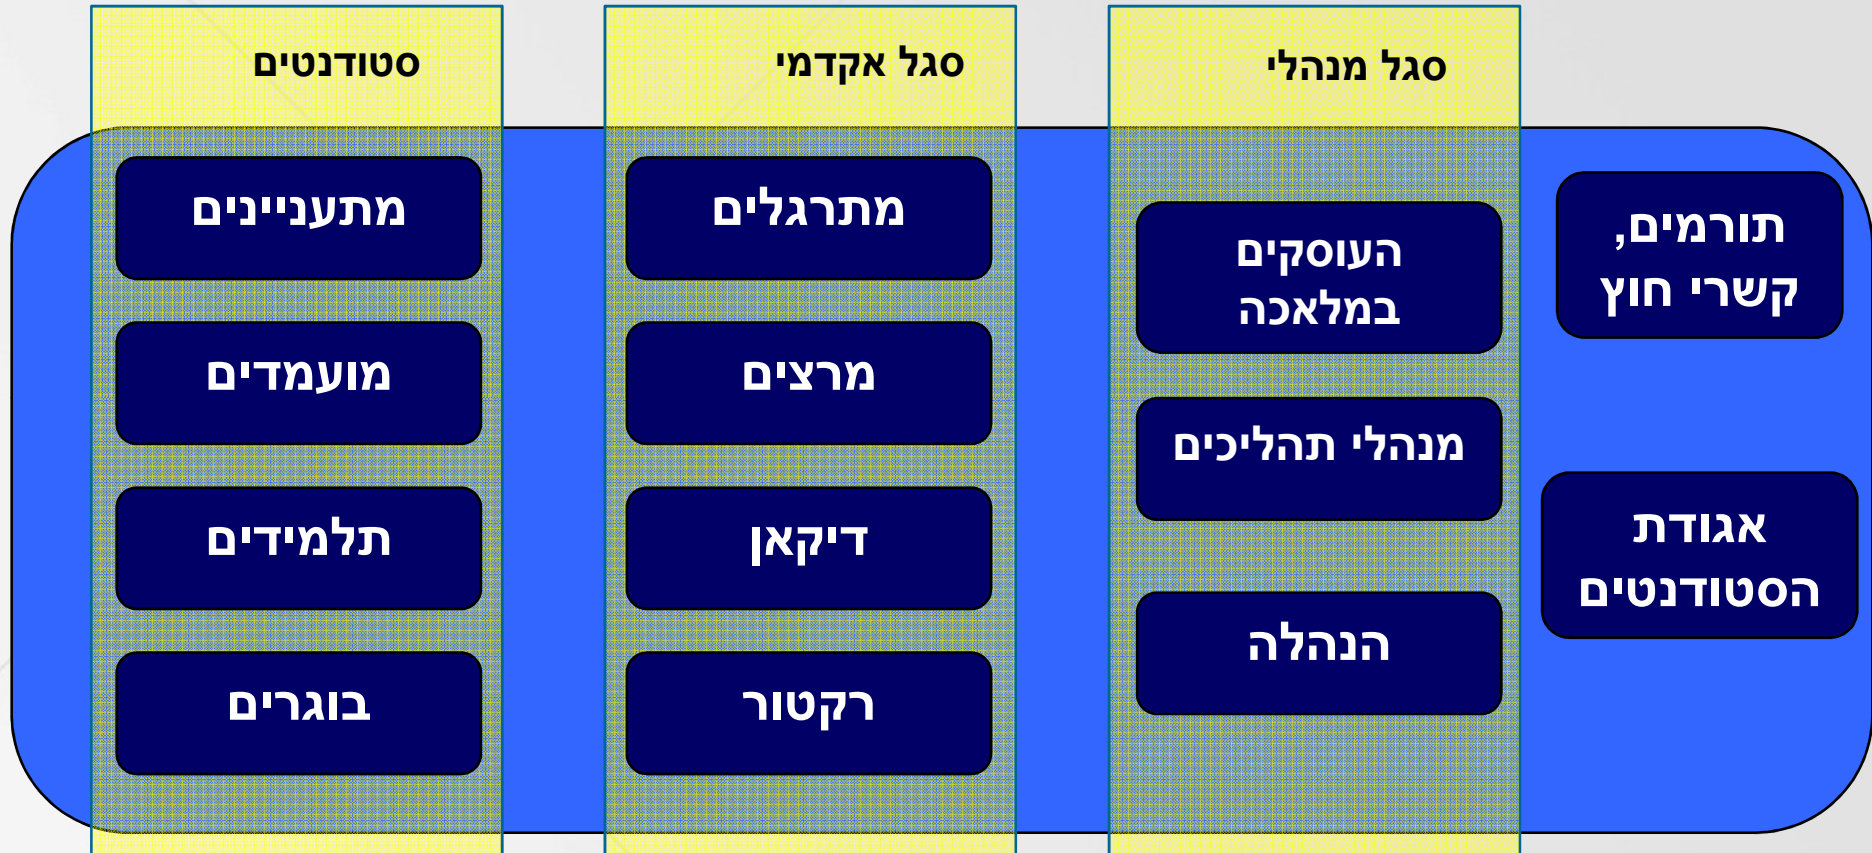 סגל מנהלי
סגל אקדמי
סטודנטים
תורמים,
קשרי חוץ
אגודת
הסטודנטים
העוסקים
במלאכה
מנהלי תהליכים
הנהלה
מתרגלים
מרצים
דיקאן
רקטור
מתעניינים
מועמדים
תלמידים
בוגרים